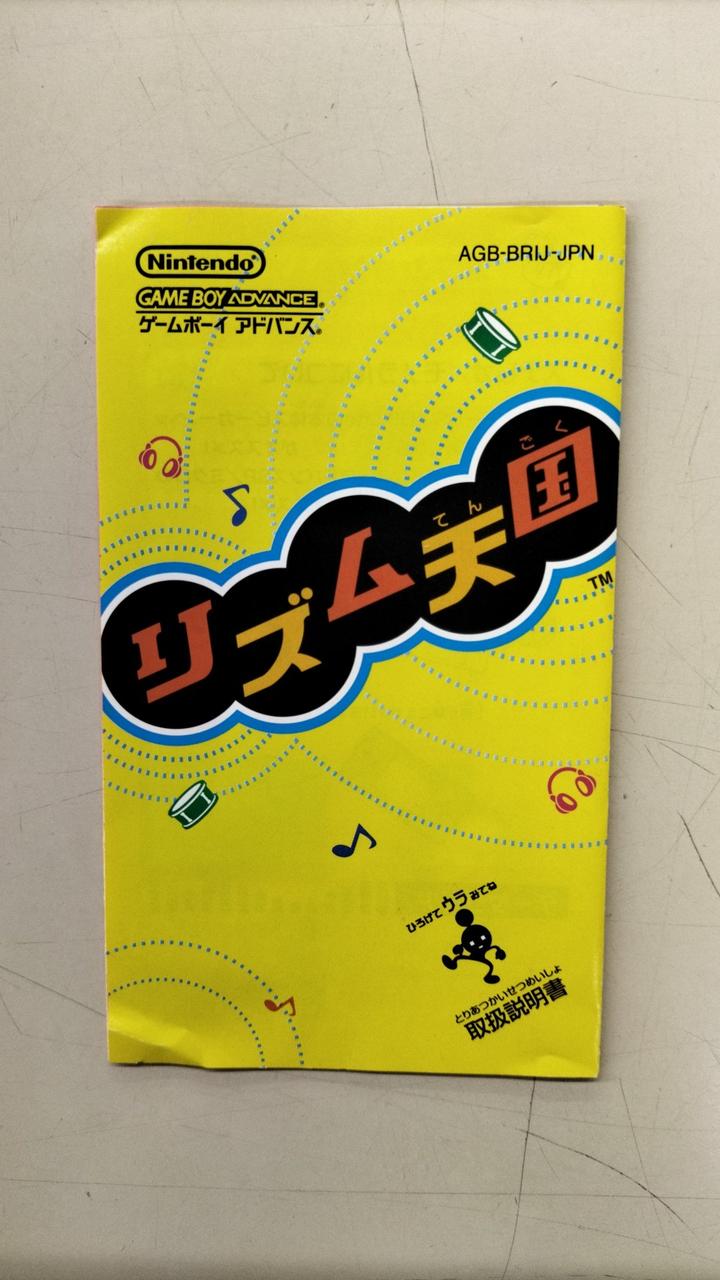 Nintendo®
AGB-BRIJ-JPN
GAME BOY ADVANCE®
ゲームボーイ アドバンス®
ごく
てん
リズム天国
TM
ひろげて ウラ みてね
とりあつかいせつめいしょ
取扱説明書